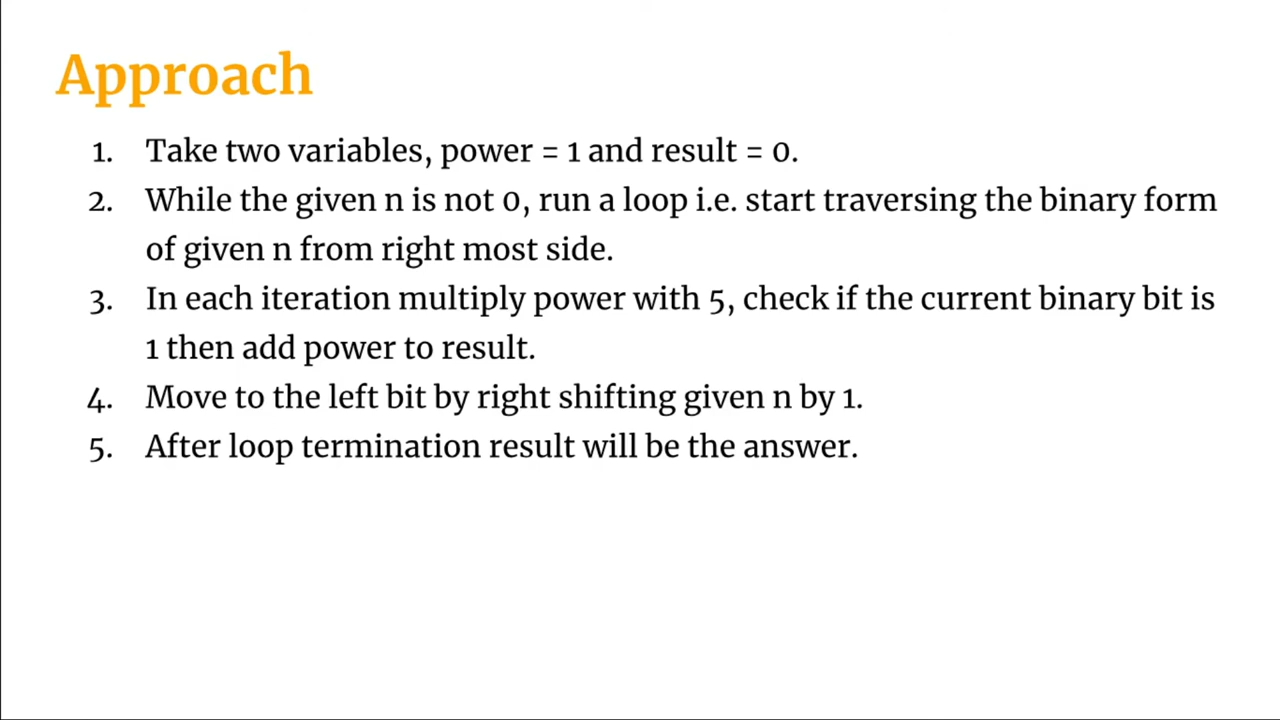 Approach
1. Take two variables, power = 1 and result = 0.
2. While the given n is not 0, run a loop i.e. start traversing the binary form
of given n from right most side.
3. In each iteration multiply power with 5, check if the current binary bit is
1 then add power to result.
4. Move to the left bit by right shifting given n by 1.
5. After loop termination result will be the answer.